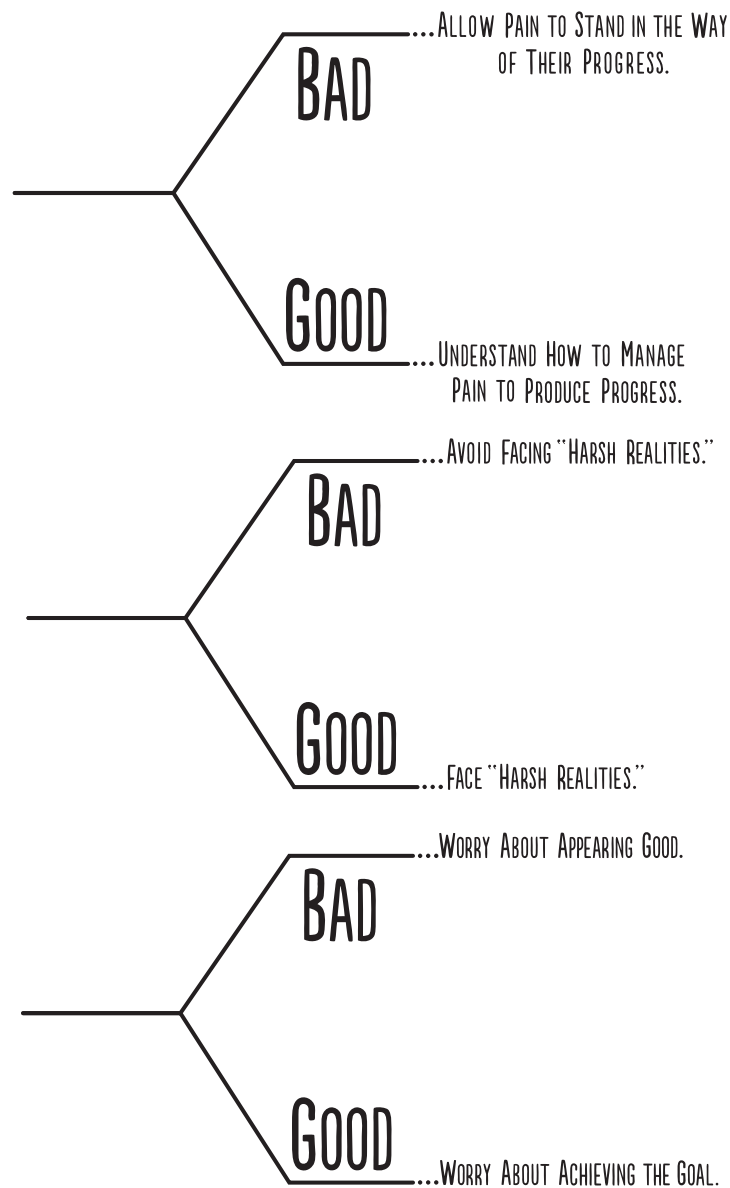 ...Allow Pain to Stand in the Way
of Their Progress.
Bad
Good
...Understand How to Manage
Pain to Produce Progress.
...Avoid Facing "Harsh Realities."
Bad
Good
...Face "Harsh Realities."
...Worry About Appearing Good.
Bad
Good
...Worry About Achieving the Goal.